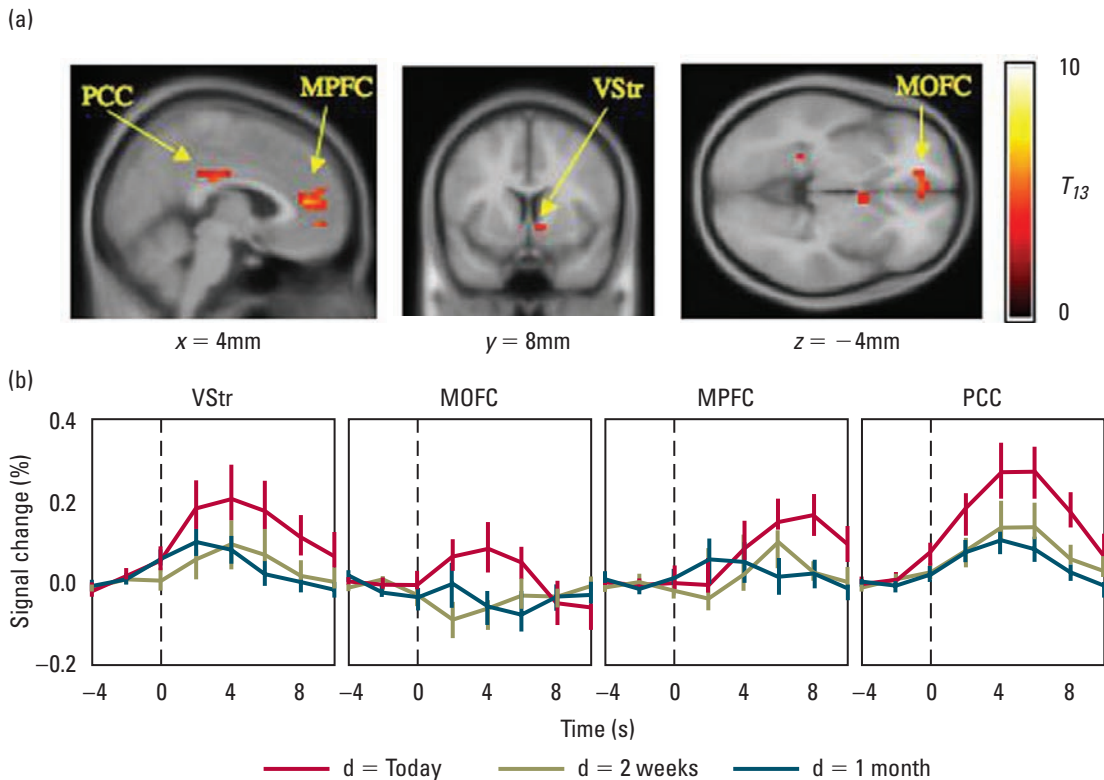 (a)
PCC
MPFC
VStr
MOFC
10
T13
0
x = 4mm
y = 8mm
z = −4mm
(b)
VStr
MOFC
MPFC
PCC
Signal change (%)
0.4
0.2
0.0
−0.2
−4 0 4 8 −4 0 4 8 −4 0 4 8 −4 0 4 8
Time (s)
d = Today
d = 2 weeks
d = 1 month